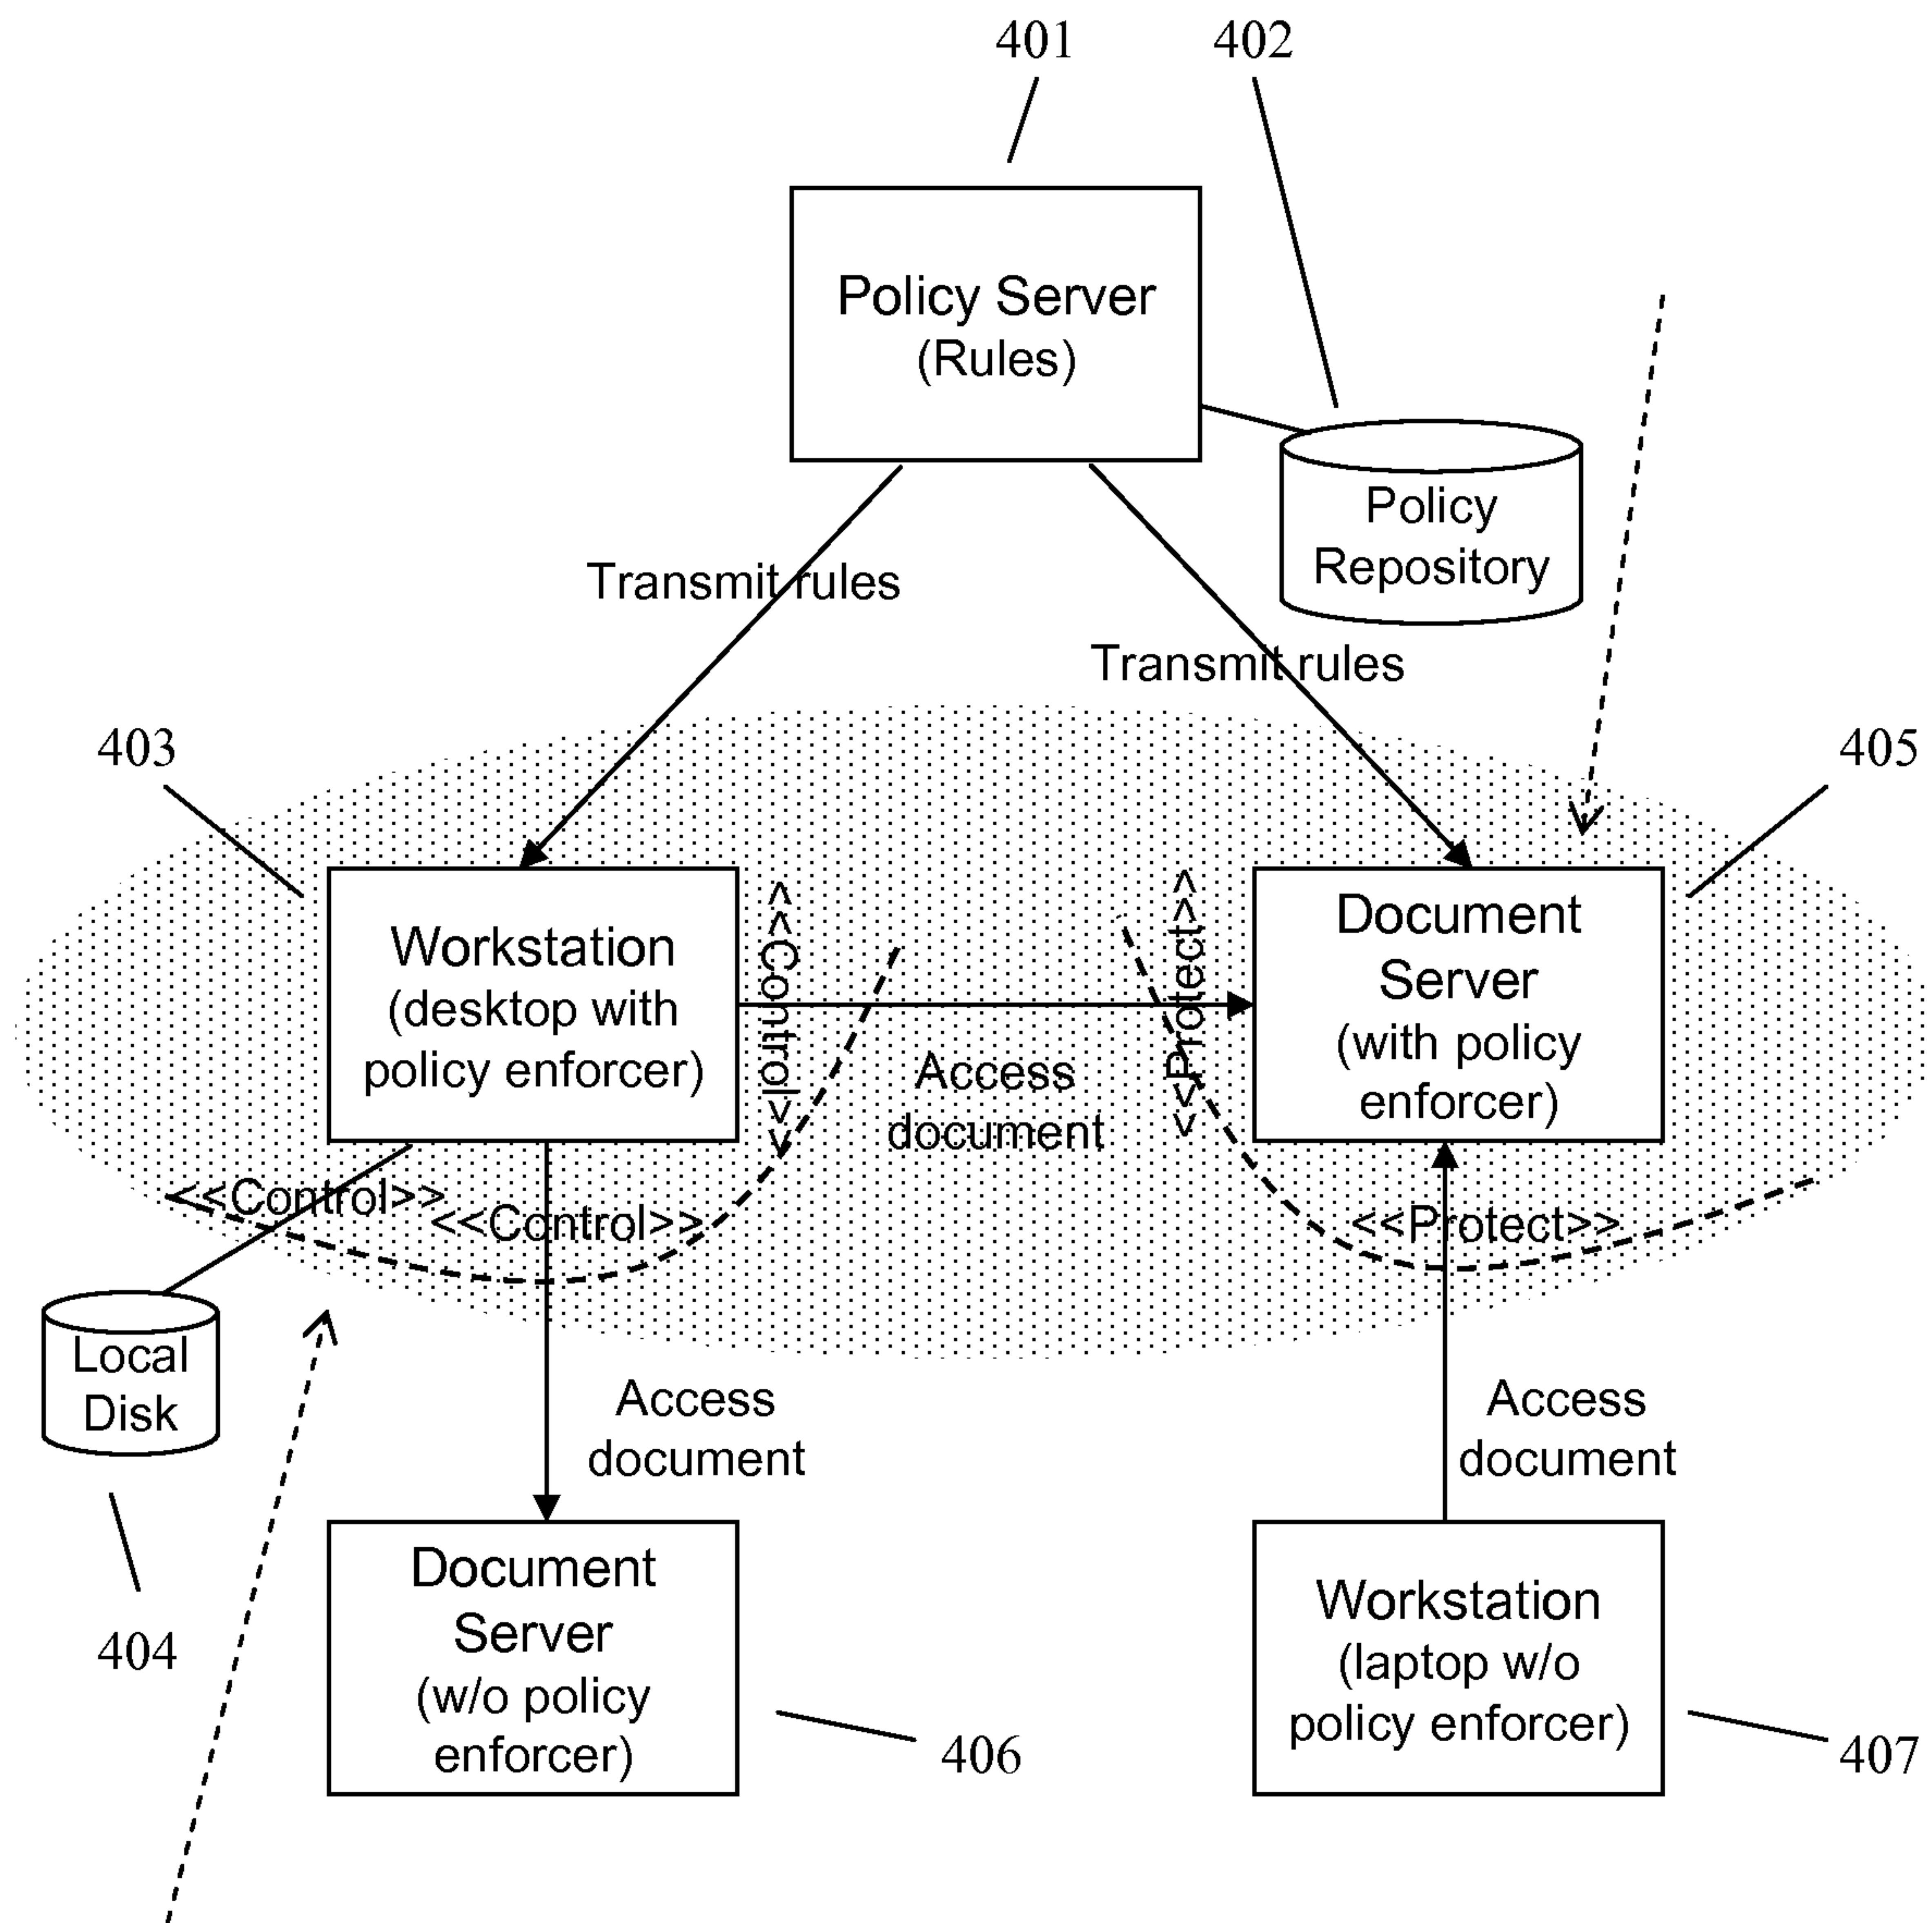 401
402
Policy Server
(Rules)
Policy
Repository
Transmit rules
Transmit rules
403
405
Workstation
(desktop with
policy enforcer)
<<Control>>
<<Protect>>
Document
Server
(with policy
enforcer)
Access
document
<<Control>>
<<Control>>
<<Protect>>
Local
Disk
Access
document
Access
document
404
Document
Server
(w/o policy
enforcer)
406
Workstation
(laptop w/o
policy enforcer)
407